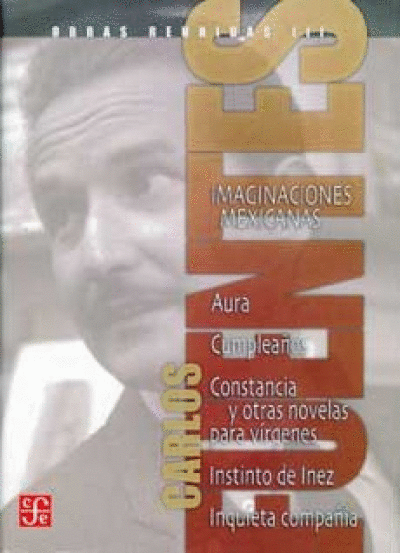 OBRAS REUNIDAS III
CARLOS
FUENTES
IMAGINACIONES
MEXICANAS
Aura
Cumpleaños
Constancia
y otras novelas
para vírgenes
Instinto de Inez
Inquieta compañía
cfe